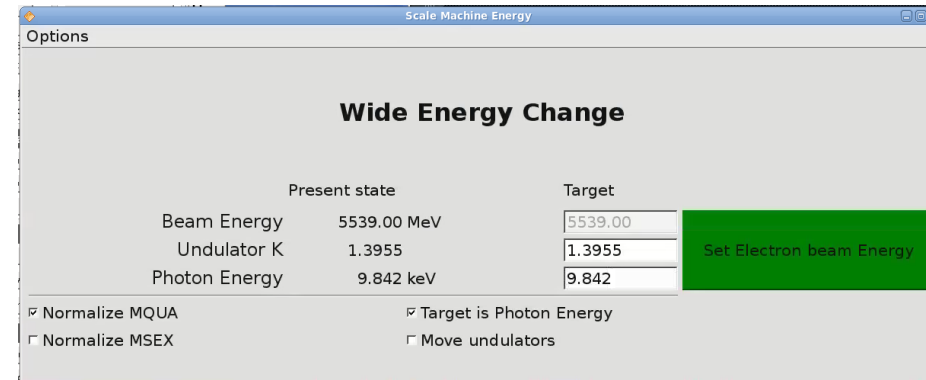 Scale Machine Energy
Options
Wide Energy Change
Present state Target
Beam Energy 5539.00 MeV 5539.00
Undulator K 1.3955 1.3955 Set Electron beam Energy
Photon Energy 9.842 keV 9.842
Normalize MQUA Target is Photon Energy
Normalize MSEX Move undulators